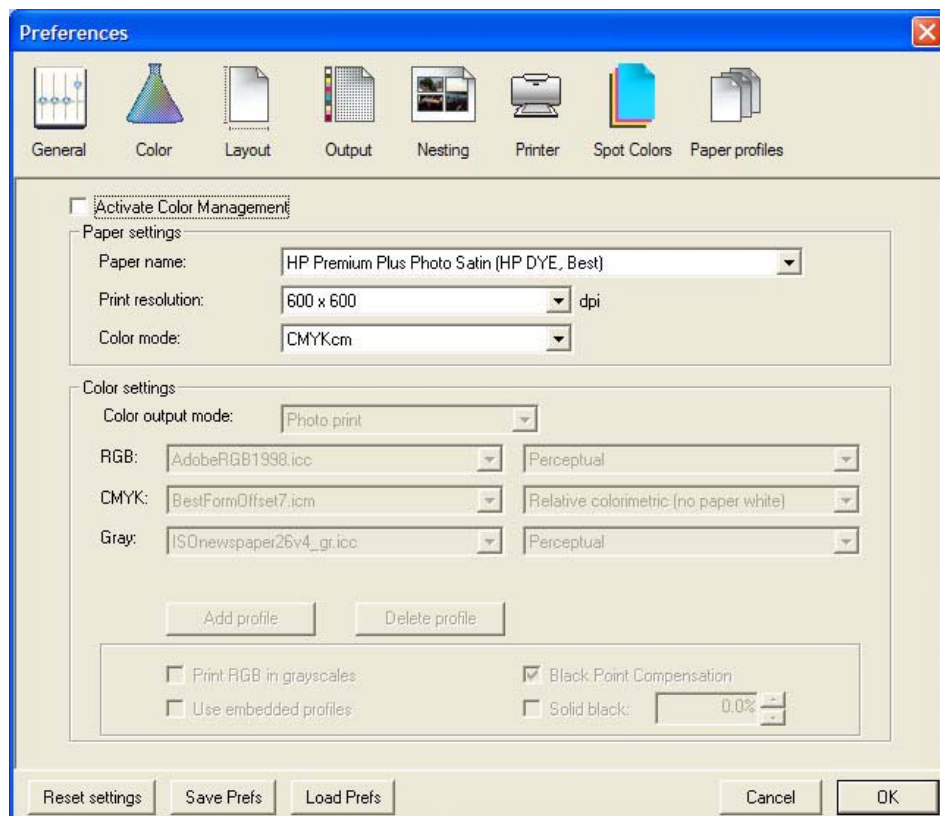 Preferences
General Color Layout Output Nesting Printer Spot Colors Paper profiles
Activate Color Management
Paper settings
Paper name: HP Premium Plus Photo Satin (HP DYE, Best)
Print resolution: 600 x 600 dpi
Color mode: CMYKcm
Color settings
Color output mode: Photo print
RGB: AdobeRGB1998.icc Perceptual
CMYK: BestFormOffset7.icm Relative colorimetric (no paper white)
Gray: ISOnewspaper26v4_gr.icc Perceptual
Add profile Delete profile
Print RGB in grayscales Black Point Compensation
Use embedded profiles Solid black: 0.0%
Reset settings Save Prefs Load Prefs Cancel OK